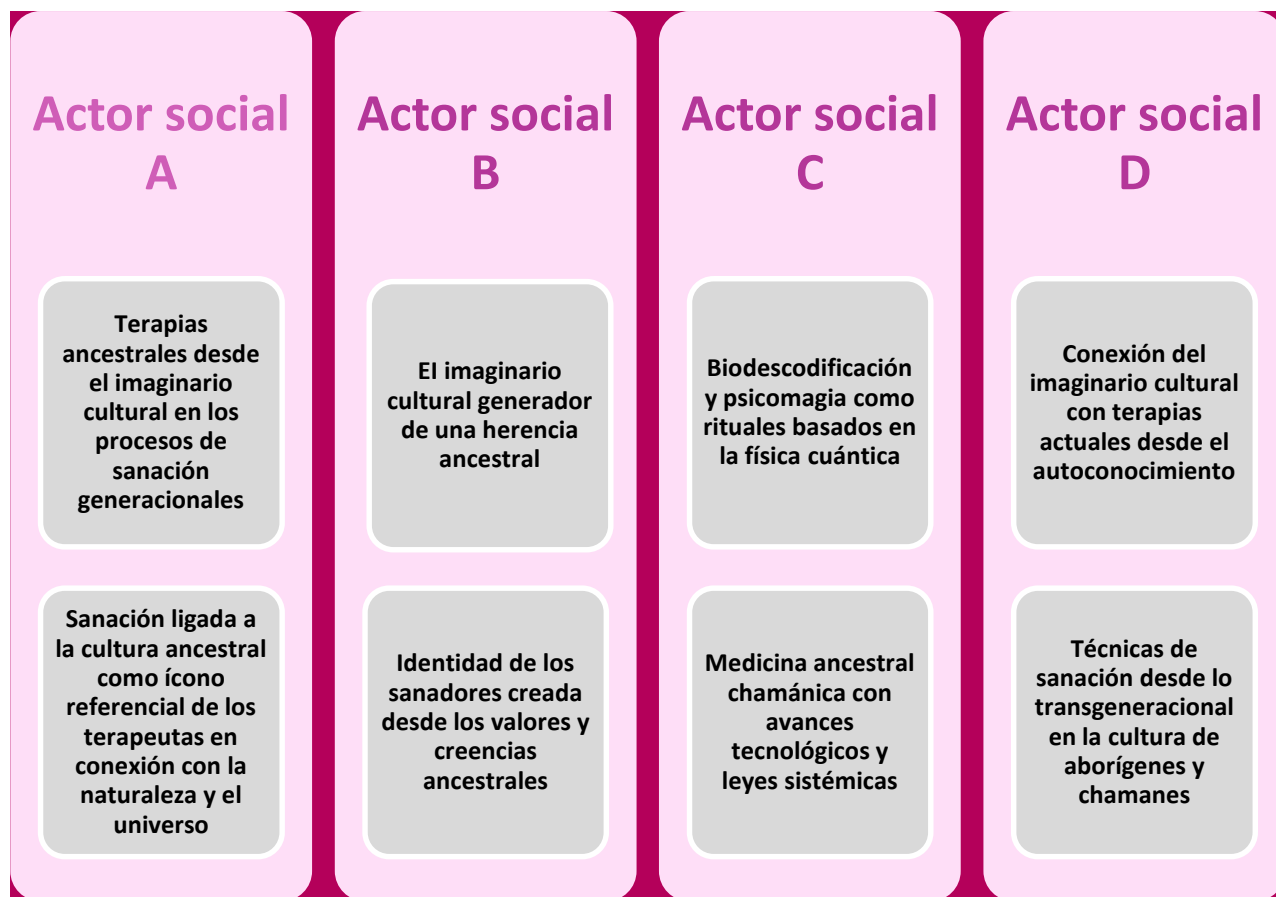 Actor social
A
Terapias
ancestrales desde
el imaginario
cultural en los
procesos de
sanación
generacionales
Sanación ligada a
la cultura ancestral
como ícono
referencial de los
terapeutas en
conexión con la
naturaleza y el
universo
Actor social
B
El imaginario
cultural generador
de una herencia
ancestral
Identidad de los
sanadores creada
desde los valores y
creencias
ancestrales
Actor social
C
Biodescodificación
y psicomagia como
rituales basados en
la física cuántica
Medicina ancestral
chamánica con
avances
tecnológicos y
leyes sistémicas
Actor social
D
Conexión del
imaginario cultural
con terapias
actuales desde el
autoconocimiento
Técnicas de
sanación desde lo
transgeneracional
en la cultura de
aborígenes y
chamanes